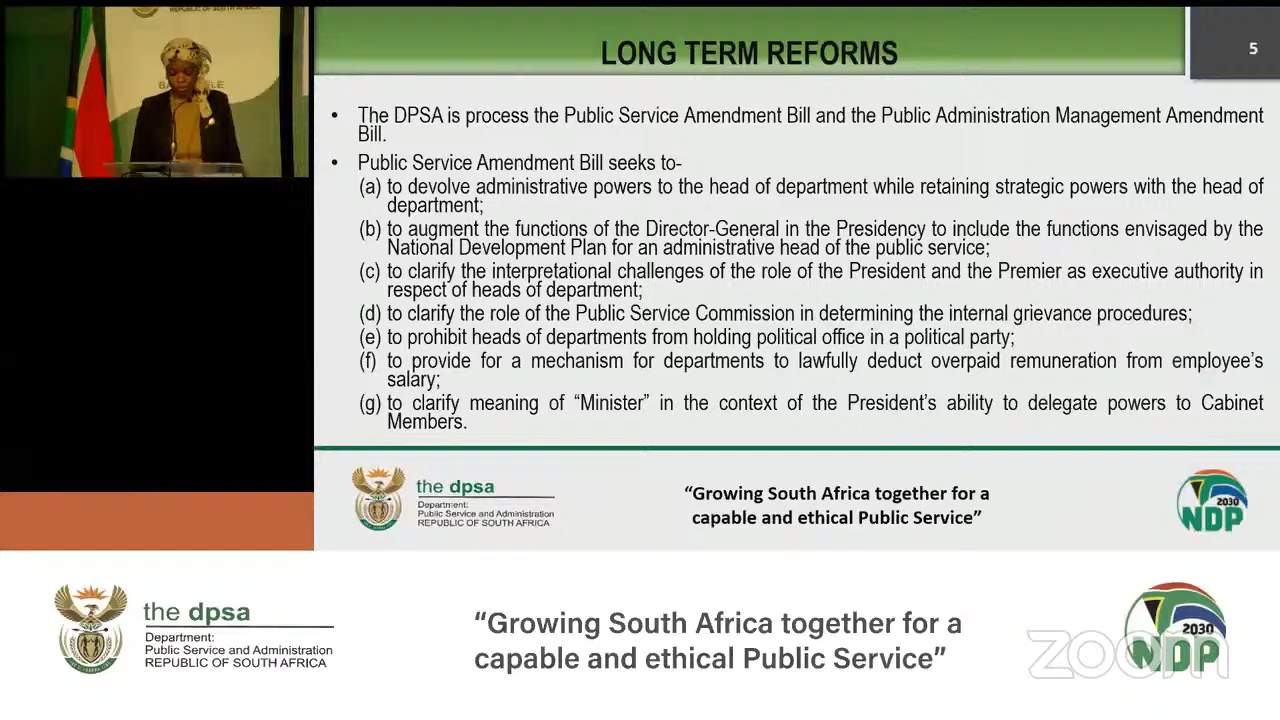 REPUBLIC OF SOUTH AFRICA
LONG TERM REFORMS
5
• The DPSA is process the Public Service Amendment Bill and the Public Administration Management Amendment
Bill.
• Public Service Amendment Bill seeks to-
(a) to devolve administrative powers to the head of department while retaining strategic powers with the head of
department;
(b) to augment the functions of the Director-General in the Presidency to include the functions envisaged by the
National Development Plan for an administrative head of the public service;
(c) to clarify the interpretational challenges of the role of the President and the Premier as executive authority in
respect of heads of department;
(d) to clarify the role of the Public Service Commission in determining the internal grievance procedures;
(e) to prohibit heads of departments from holding political office in a political party;
(f) to provide for a mechanism for departments to lawfully deduct overpaid remuneration from employee’s
salary;
(g) to clarify meaning of “Minister” in the context of the President’s ability to delegate powers to Cabinet
Members.
the dpsa
Department:
Public Service and Administration
REPUBLIC OF SOUTH AFRICA
“Growing South Africa together for a
capable and ethical Public Service”
2030
NDP
the dpsa
Department:
Public Service and Administration
REPUBLIC OF SOUTH AFRICA
“Growing South Africa together for a
capable and ethical Public Service”
2030
NDP
zoom